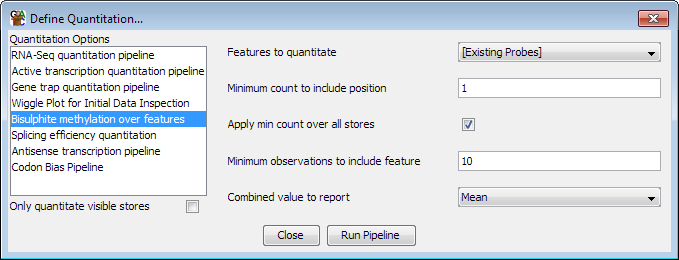 Define Quantitation...
Quantitation Options
RNA-Seq quantitation pipeline
Active transcription quantitation pipeline
Gene trap quantitation pipeline
Wiggle Plot for Initial Data Inspection
Bisulphite methylation over features
Splicing efficiency quantitation
Antisense transcription pipeline
Codon Bias Pipeline
Only quantitate visible stores
Features to quantitate [Existing Probes]
Minimum count to include position 1
Apply min count over all stores
Minimum observations to include feature 10
Combined value to report Mean
Close Run Pipeline